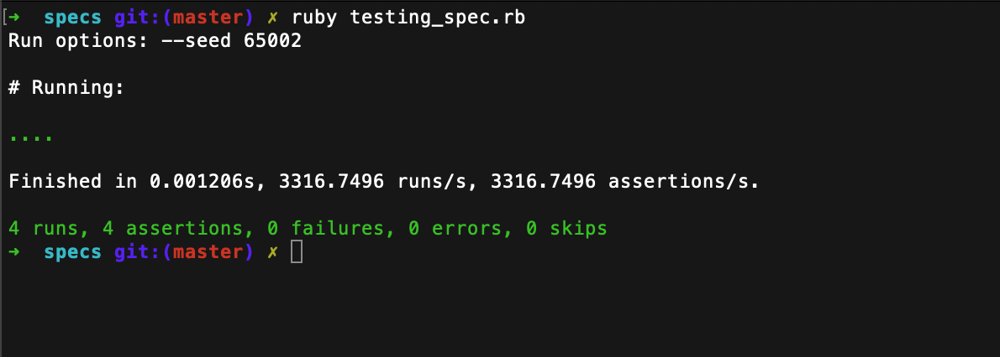 ➜  specs git:(master) ✗ ruby testing_spec.rb
Run options: --seed 65002
# Running:
....
Finished in 0.001206s, 3316.7496 runs/s, 3316.7496 assertions/s.
4 runs, 4 assertions, 0 failures, 0 errors, 0 skips
➜  specs git:(master) ✗